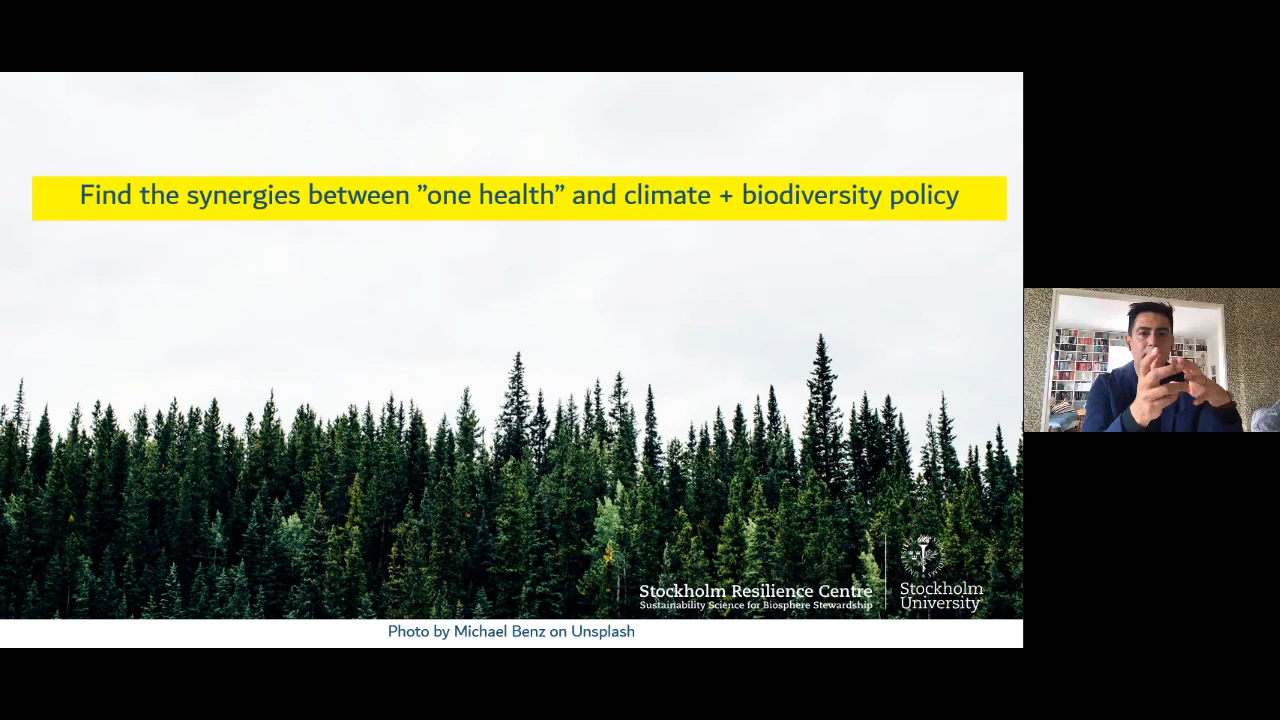 Find the synergies between ”one health” and climate + biodiversity policy
Stockholm Resilience Centre
Sustainability Science for Biosphere Stewardship
Stockholm
University
Photo by Michael Benz on Unsplash